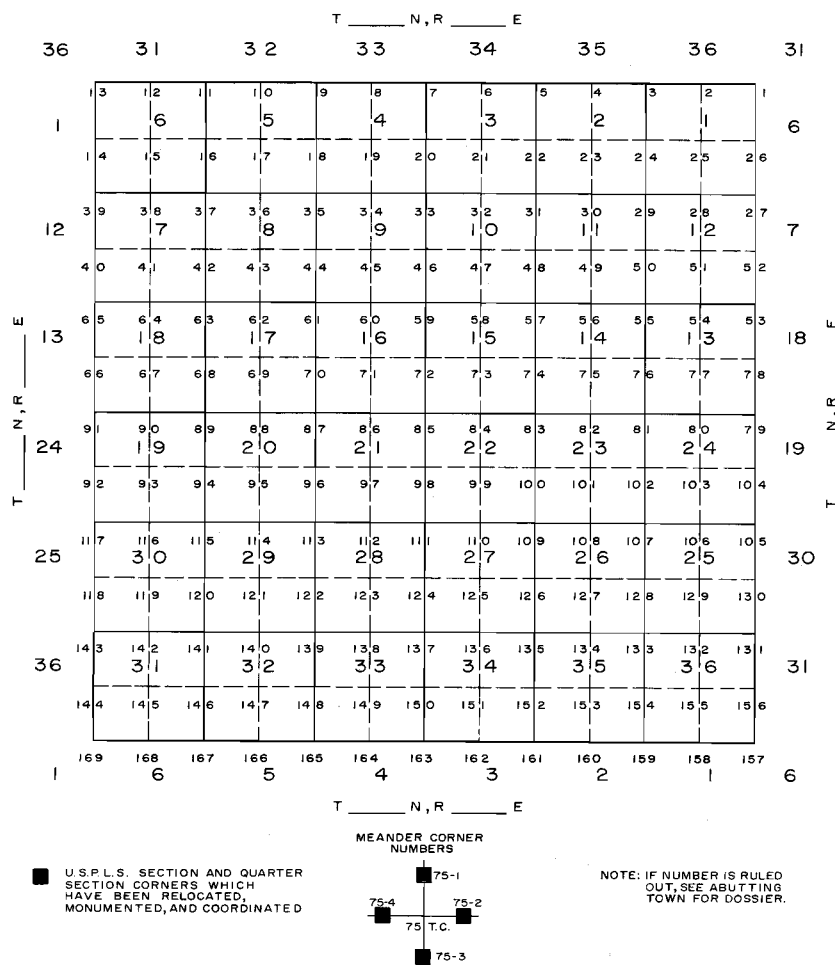 T ____ N, R ____ E
36 31 32 33 34 35 36 31
13 12 11 10 9 8 7 6 5 4 3 2 1
1 6 5 4 3 2 1 6
14 15 16 17 18 19 20 21 22 23 24 25 26
39 38 37 36 35 34 33 32 31 30 29 28 27
12 7 8 9 10 11 12 7
40 41 42 43 44 45 46 47 48 49 50 51 52
65 64 63 62 61 60 59 58 57 56 55 54 53
13 18 17 16 15 14 13 18
66 67 68 69 70 71 72 73 74 75 76 77 78
91 90 89 88 87 86 85 84 83 82 81 80 79
24 19 20 21 22 23 24 19
92 93 94 95 96 97 98 99 100 101 102 103 104
117 116 115 114 113 112 111 110 109 108 107 106 105
25 30 29 28 27 26 25 30
118 119 120 121 122 123 124 125 126 127 128 129 130
143 142 141 140 139 138 137 136 135 134 133 132 131
36 31 32 33 34 35 36 31
144 145 146 147 148 149 150 151 152 153 154 155 156
169 168 167 166 165 164 163 162 161 160 159 158 157
1 6 5 4 3 2 1 6
T ____ N, R ____ E
T ____ N, R ____ E
T N, R E
U.S.P.L.S. SECTION AND QUARTER
SECTION CORNERS WHICH
HAVE BEEN RELOCATED,
MONUMENTED, AND COORDINATED
MEANDER CORNER
NUMBERS
75-1
75-4 75-2
75 T.C.
75-3
NOTE: IF NUMBER IS RULED
OUT, SEE ABUTTING
TOWN FOR DOSSIER.